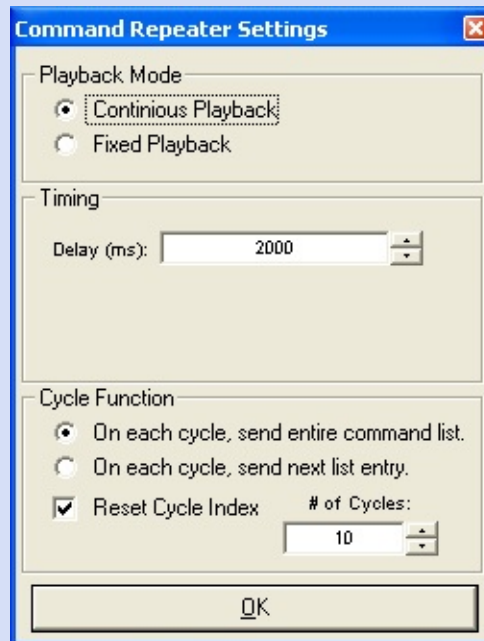 Command Repeater Settings
Playback Mode
Continious Playback
Fixed Playback
Timing
Delay (ms): 2000
Cycle Function
On each cycle, send entire command list.
On each cycle, send next list entry.
Reset Cycle Index
# of Cycles:
10
OK